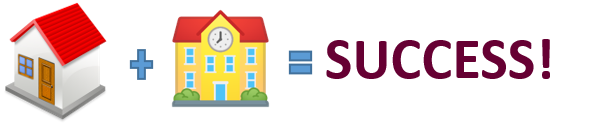 + = SUCCESS!